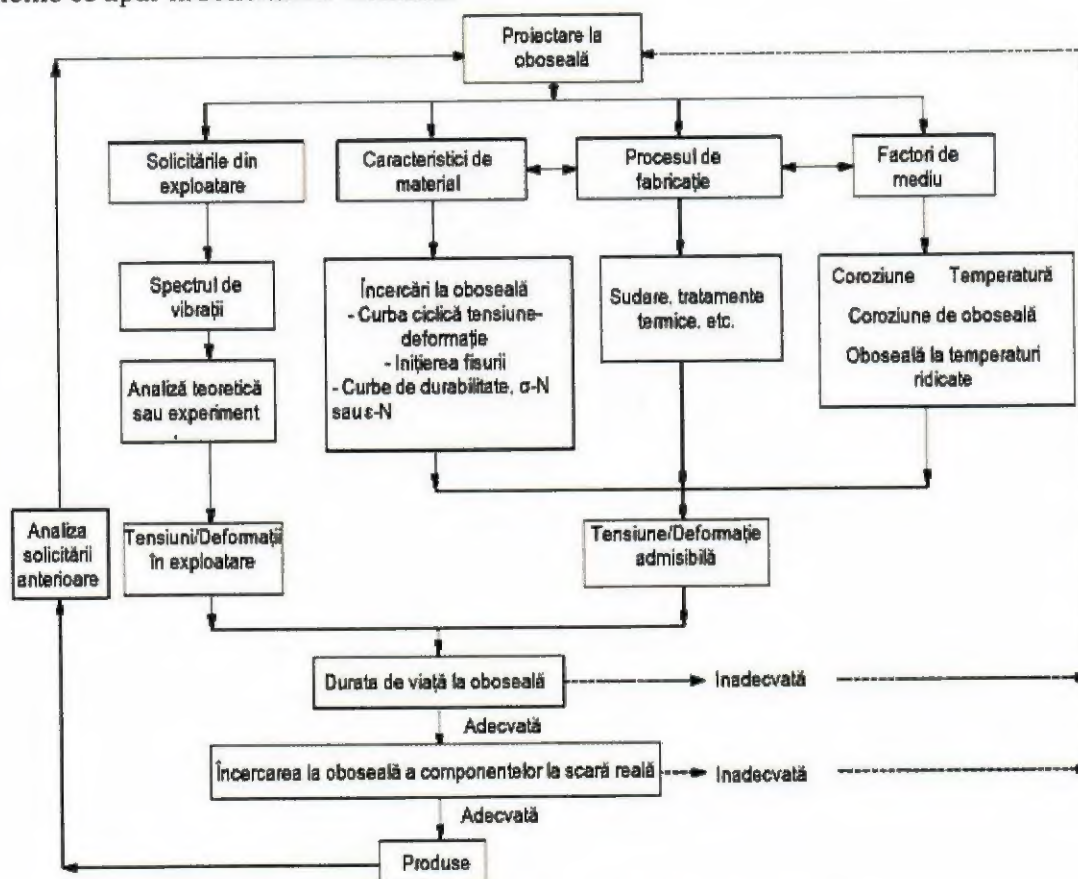 Proiectare la
oboseală
Solicitările din
exploatare
Caracteristici de
material
Procesul de
fabricație
Factori de
mediu
Spectrul de
vibrații
Încercări la oboseală
- Curba ciclică tensiune-
deformație
- Inițierea fisurii
- Curbe de durabilitate, σ-N
sau ε-N
Sudare, tratamente
termice, etc.
Coroziune Temperatură
Coroziune de oboseală
Oboseală la temperaturi
ridicate
Analiză teoretică
sau experiment
Analiza
solicitării
anterioare
Tensiuni/Deformații
în exploatare
Tensiune/Deformație
admisibilă
Durata de viață la oboseală
Inadecvată
Adecvată
Încercarea la oboseală a componentelor la scară reală
Inadecvată
Adecvată
Produse